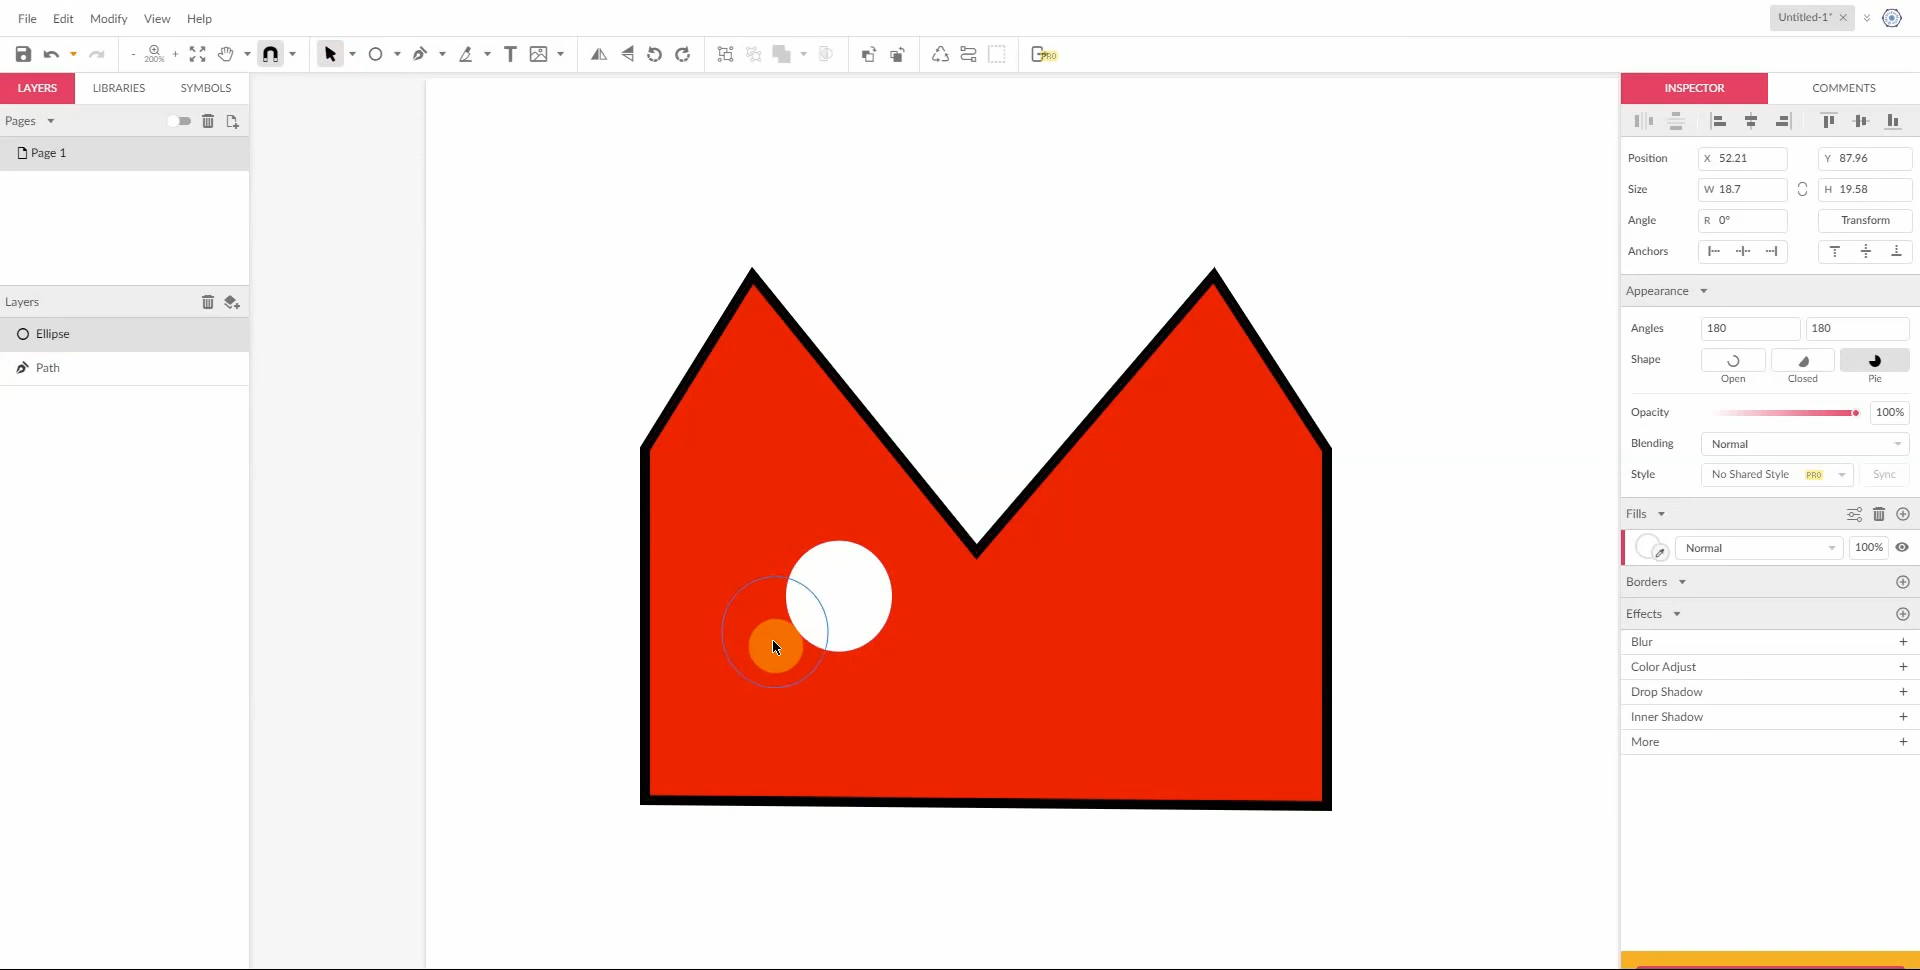 File Edit Modify View Help
Untitled-1*
200%
PRO
LAYERS LIBRARIES SYMBOLS
Pages
Page 1
Layers
Ellipse
Path
INSPECTOR COMMENTS
Position X 52.21 Y 87.96
Size W 18.7 H 19.58
Angle R 0° Transform
Anchors
Appearance
Angles 180 180
Shape
Open Closed Pie
Opacity 100%
Blending Normal
Style No Shared Style PRO Sync
Fills
Normal 100%
Borders
Effects
Blur
Color Adjust
Drop Shadow
Inner Shadow
More